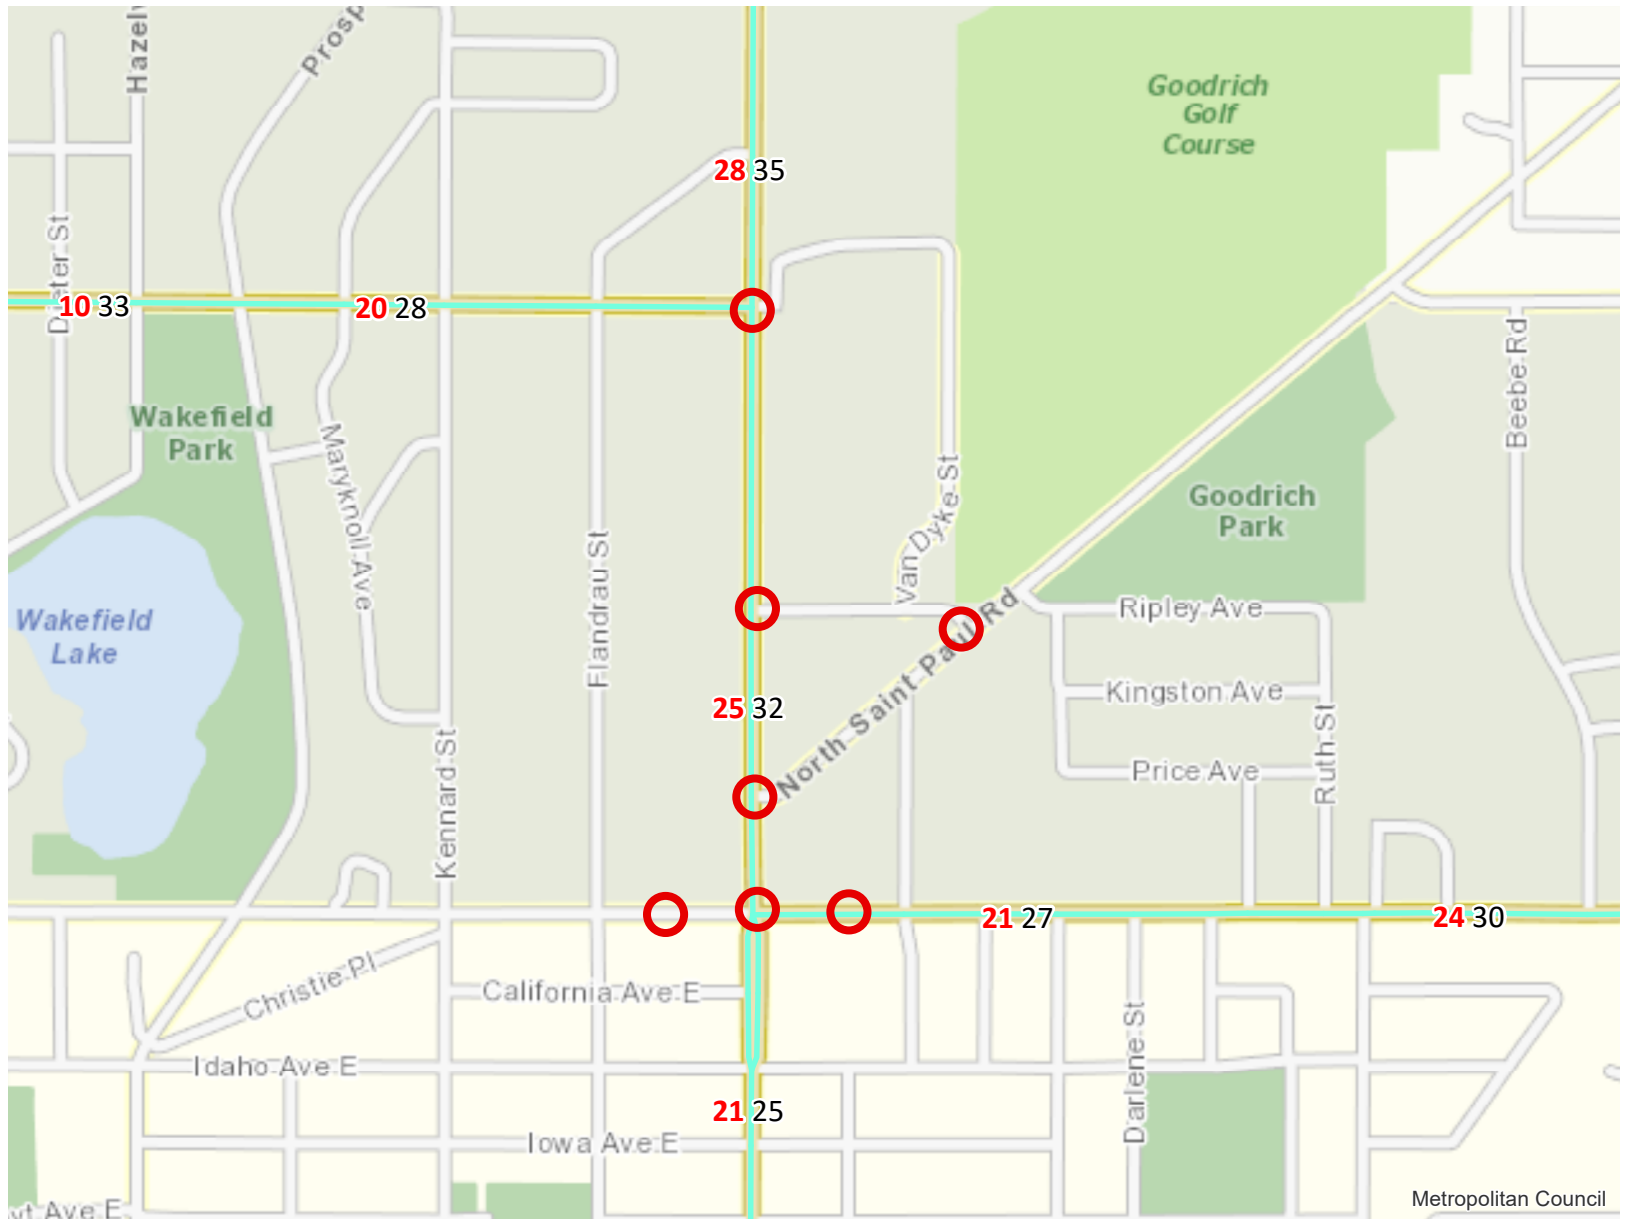 Hazel
Prosp
Goodrich
Golf
Course
28 35
Dieter St
10 33
20 28
Wakefield
Park
Maryknoll Ave
Beebe Rd
Van Dyke St
Goodrich
Park
Flandrau St
Wakefield
Lake
Ripley Ave
North Saint Paul Rd
Kingston Ave
25 32
Kennard St
Price Ave
Ruth St
21 27
24 30
Christie Pl
California Ave E
Idaho Ave E
Darlene St
21 25
Iowa Ave E
Ave E
Metropolitan Council